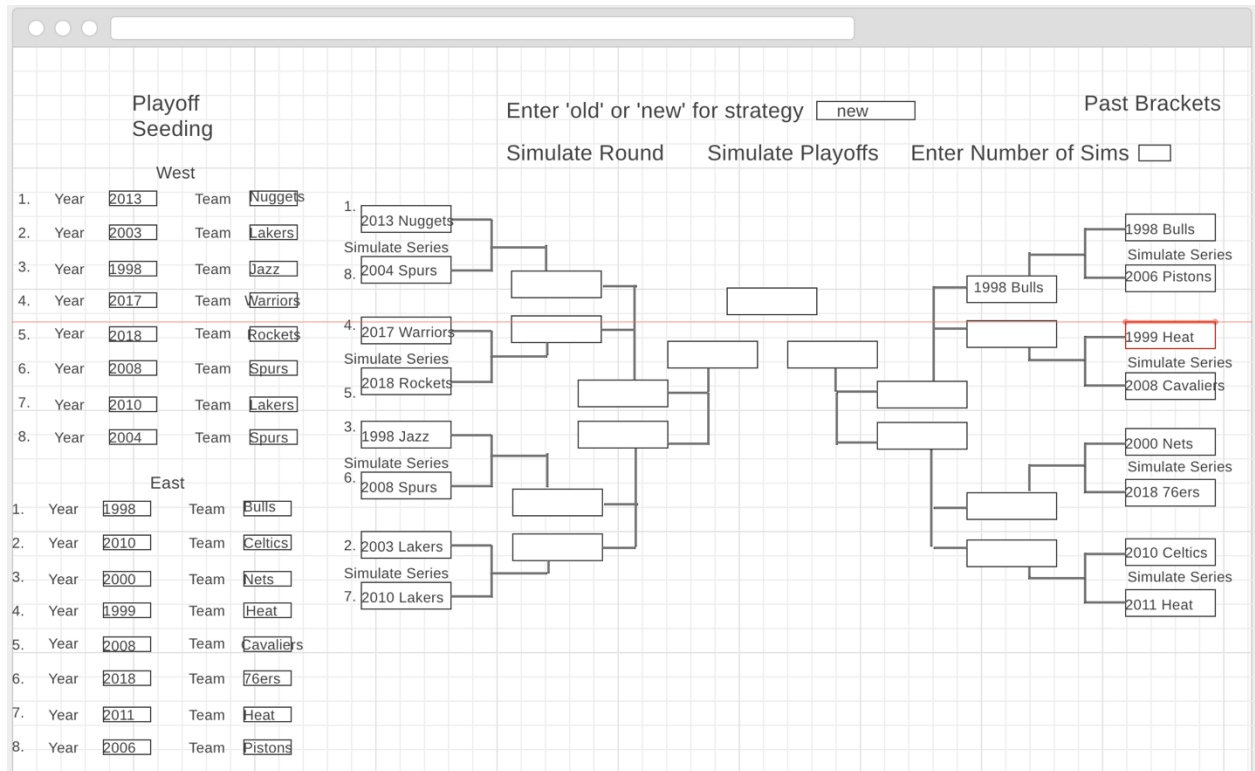 Playoff
Seeding
West
1. Year 2013 Team Nuggets
2. Year 2003 Team Lakers
3. Year 1998 Team Jazz
4. Year 2017 Team Warriors
5. Year 2018 Team Rockets
6. Year 2008 Team Spurs
7. Year 2010 Team Lakers
8. Year 2004 Team Spurs
East
1. Year 1998 Team Bulls
2. Year 2010 Team Celtics
3. Year 2000 Team Nets
4. Year 1999 Team Heat
5. Year 2008 Team Cavaliers
6. Year 2018 Team 76ers
7. Year 2011 Team Heat
8. Year 2006 Team Pistons
Enter 'old' or 'new' for strategy new
Simulate Round Simulate Playoffs Enter Number of Sims
1.
2013 Nuggets
Simulate Series
8. 2004 Spurs
4.
2017 Warriors
Simulate Series
2018 Rockets
5.
3.
1998 Jazz
Simulate Series
6.
2008 Spurs
2. 2003 Lakers
Simulate Series
7. 2010 Lakers
1998 Bulls
Past Brackets
1998 Bulls
Simulate Series
2006 Pistons
1999 Heat
Simulate Series
2008 Cavaliers
2000 Nets
Simulate Series
2018 76ers
2010 Celtics
Simulate Series
2011 Heat